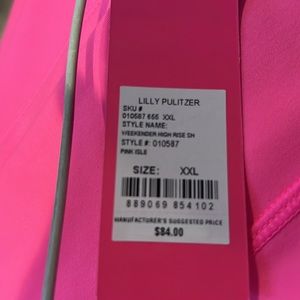 LILLY PULITZER
SKU #
010587 655 XXL
STYLE NAME:
WEEKENDER HIGH RISE SH
STYLE #: 010587
PINK ISLE
SIZE: XXL
889069 854102
MANUFACTURER'S SUGGESTED PRICE
$84.00